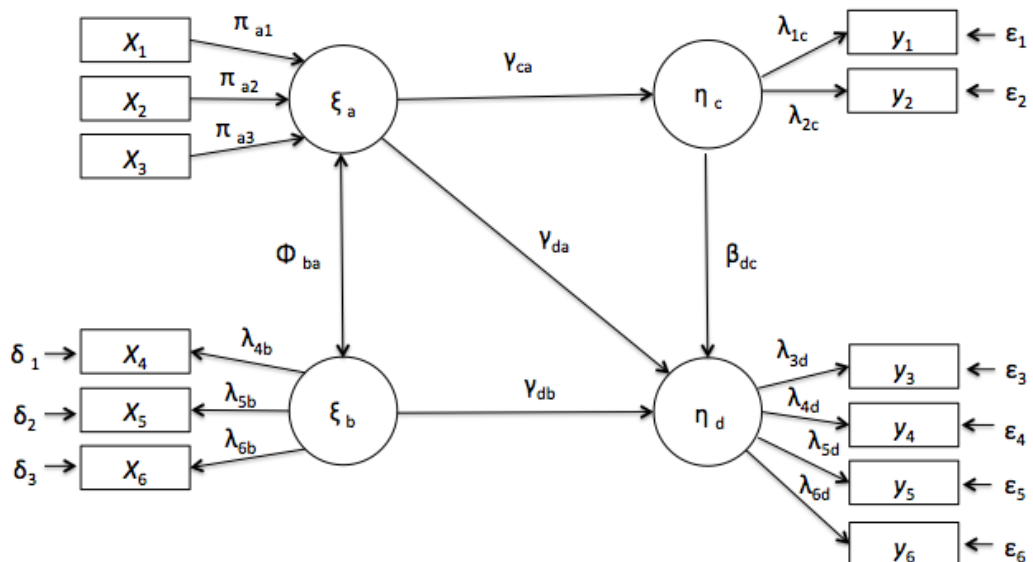 X1 π a1 ξ a γca η c λ1c y1 ε1
X2 π a2 λ2c y2 ε2
X3 π a3
Φ ba γda βdc
δ 1 X4 λ4b ξ b γdb η d λ3d y3 ε3
δ2 X5 λ5b λ4d y4 ε4
δ3 X6 λ6b λ5d y5 ε5
λ6d y6 ε6